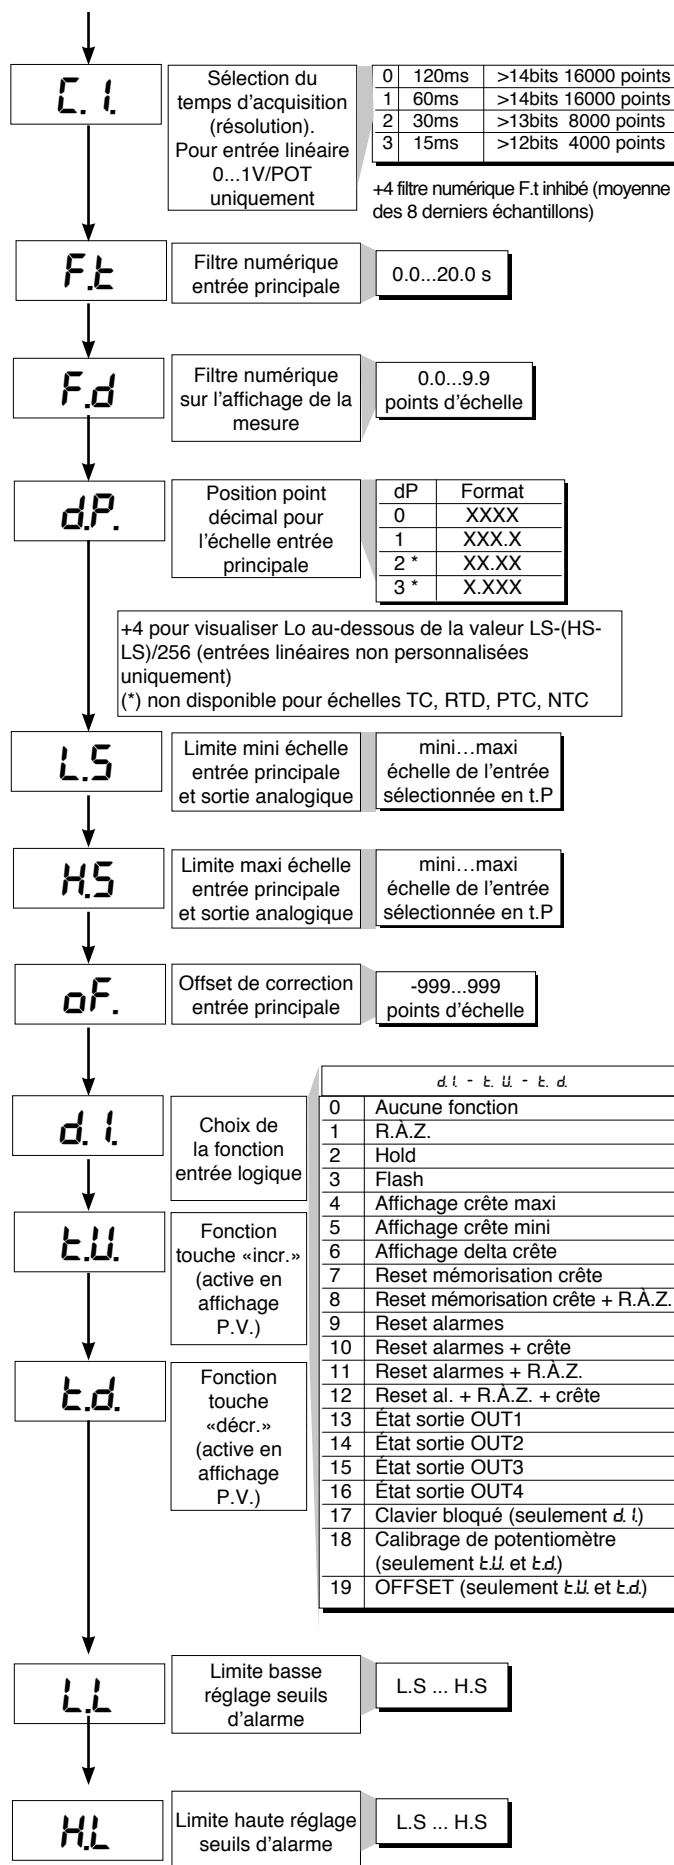 C. I.
Sélection du
temps d'acquisition
(résolution).
Pour entrée linéaire
0...1V/POT
uniquement
0 120ms >14bits 16000 points
1 60ms >14bits 16000 points
2 30ms >13bits 8000 points
3 15ms >12bits 4000 points
+4 filtre numérique F.t inhibé (moyenne
des 8 derniers échantillons)
F.t
Filtre numérique
entrée principale
0.0...20.0 s
F.d
Filtre numérique
sur l'affichage de la
mesure
0.0...9.9
points d'échelle
d.P.
Position point
décimal pour
l'échelle entrée
principale
dP Format
0 XXXX
1 XXX.X
2 * XX.XX
3 * X.XXX
+4 pour visualiser Lo au-dessous de la valeur LS-(HS-
LS)/256 (entrées linéaires non personnalisées
uniquement)
(*) non disponible pour échelles TC, RTD, PTC, NTC
L.S
Limite mini échelle
entrée principale
et sortie analogique
mini...maxi
échelle de l'entrée
sélectionnée en t.P
H.S
Limite maxi échelle
entrée principale
et sortie analogique
mini...maxi
échelle de l'entrée
sélectionnée en t.P
oF.
Offset de correction
entrée principale
-999...999
points d'échelle
d. I.
Choix de
la fonction
entrée logique
t.U.
Fonction
touche «incr.»
(active en
affichage
P.V.)
t.d.
Fonction
touche
«décr.»
(active en
affichage
P.V.)
d. I. - t. U. - t. d.
0 Aucune fonction
1 R.À.Z.
2 Hold
3 Flash
4 Affichage crête maxi
5 Affichage crête mini
6 Affichage delta crête
7 Reset mémorisation crête
8 Reset mémorisation crête + R.À.Z.
9 Reset alarmes
10 Reset alarmes + crête
11 Reset alarmes + R.À.Z.
12 Reset al. + R.À.Z. + crête
13 État sortie OUT1
14 État sortie OUT2
15 État sortie OUT3
16 État sortie OUT4
17 Clavier bloqué (seulement d. I.)
18 Calibrage de potentiomètre
(seulement t.U. et t.d.)
19 OFFSET (seulement t.U. et t.d.)
L.L
Limite basse
réglage seuils
d'alarme
L.S ... H.S
H.L
Limite haute réglage
seuils d'alarme
L.S ... H.S